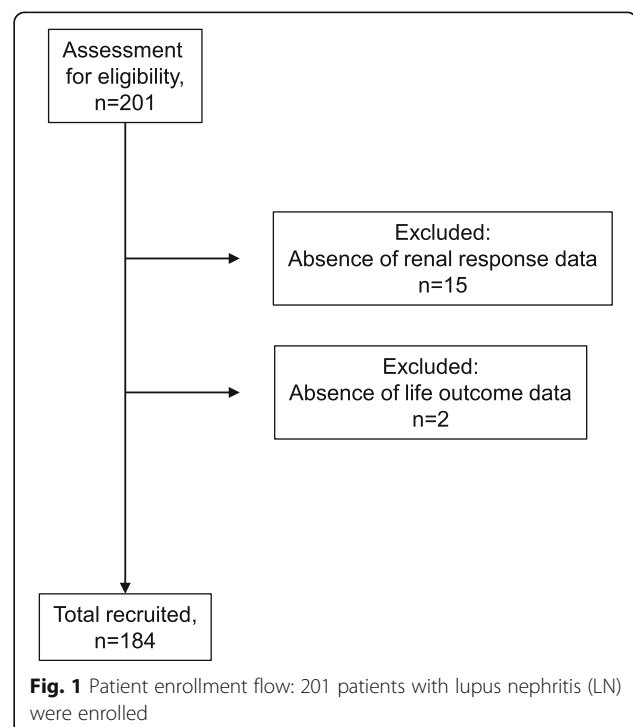 Assessment
for eligibility,
n=201
Excluded:
Absence of renal response data
n=15
Excluded:
Absence of life outcome data
n=2
Total recruited,
n=184
Fig. 1 Patient enrollment flow: 201 patients with lupus nephritis (LN)
were enrolled